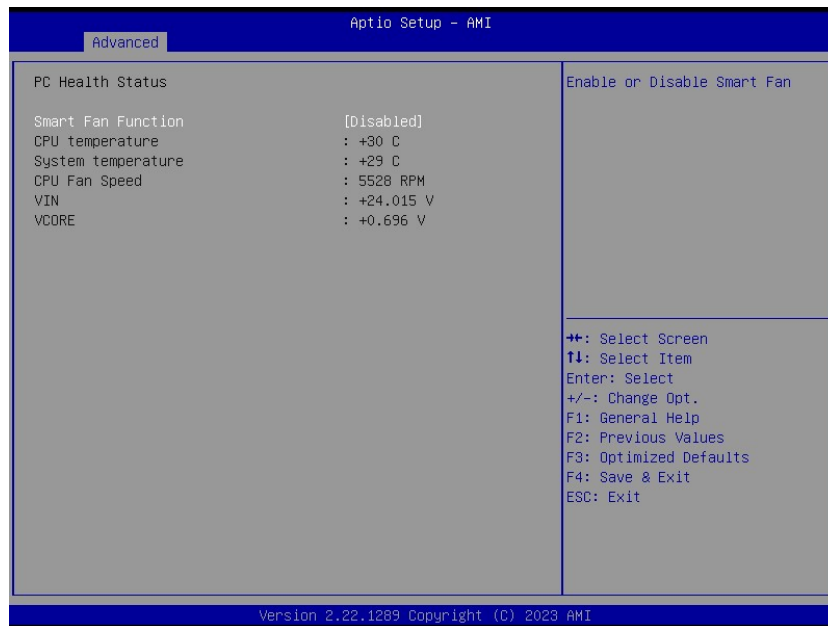 Aptio Setup – AMI
Advanced
PC Health Status
Smart Fan Function [Disabled]
CPU temperature : +30 C
System temperature : +29 C
CPU Fan Speed : 5528 RPM
VIN : +24.015 V
VCORE : +0.696 V
Enable or Disable Smart Fan
→←: Select Screen
↑↓: Select Item
Enter: Select
+/-: Change Opt.
F1: General Help
F2: Previous Values
F3: Optimized Defaults
F4: Save & Exit
ESC: Exit
Version 2.22.1289 Copyright (C) 2023 AMI